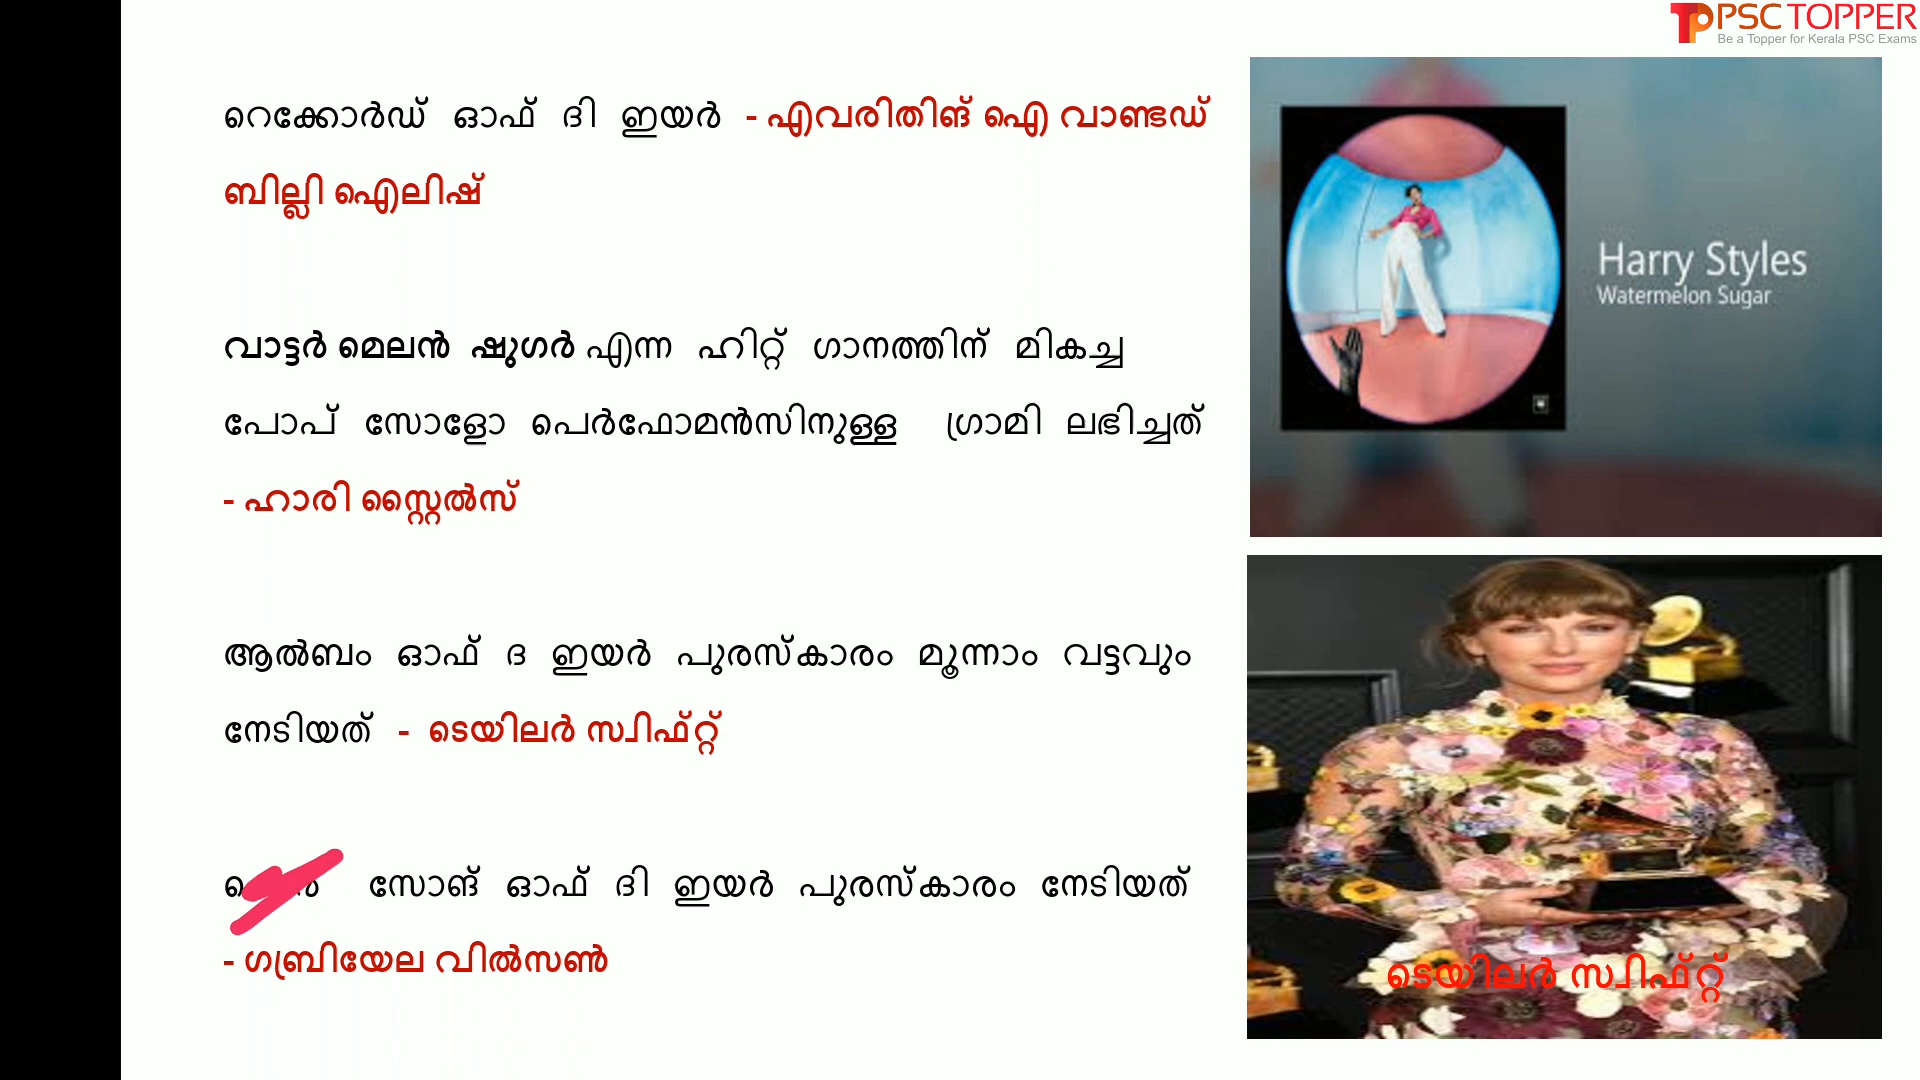 PSC TOPPER
Be a Topper for Kerala PSC Exams
റെക്കോർഡ് ഓഫ് ദി ഇയർ - എവരിതിങ് ഐ വാണ്ടഡ്
ബില്ലി ഐലിഷ്
വാട്ടർ മെലൻ ഷുഗർ എന്ന ഹിറ്റ് ഗാനത്തിന് മികച്ച
പോപ് സോളോ പെർഫോമൻസിനുള്ള ഗ്രാമി ലഭിച്ചത്
- ഹാരി സ്റ്റൈൽസ്
ആൽബം ഓഫ് ദ ഇയർ പുരസ്കാരം മൂന്നാം വട്ടവും
നേടിയത് - ടെയിലർ സ്വിഫ്റ്റ്
സോങ് ഓഫ് ദി ഇയർ പുരസ്കാരം നേടിയത്
- ഗബ്രിയേല വിൽസൺ
Harry Styles
Watermelon Sugar
ടെയിലർ സ്വിഫ്റ്റ്